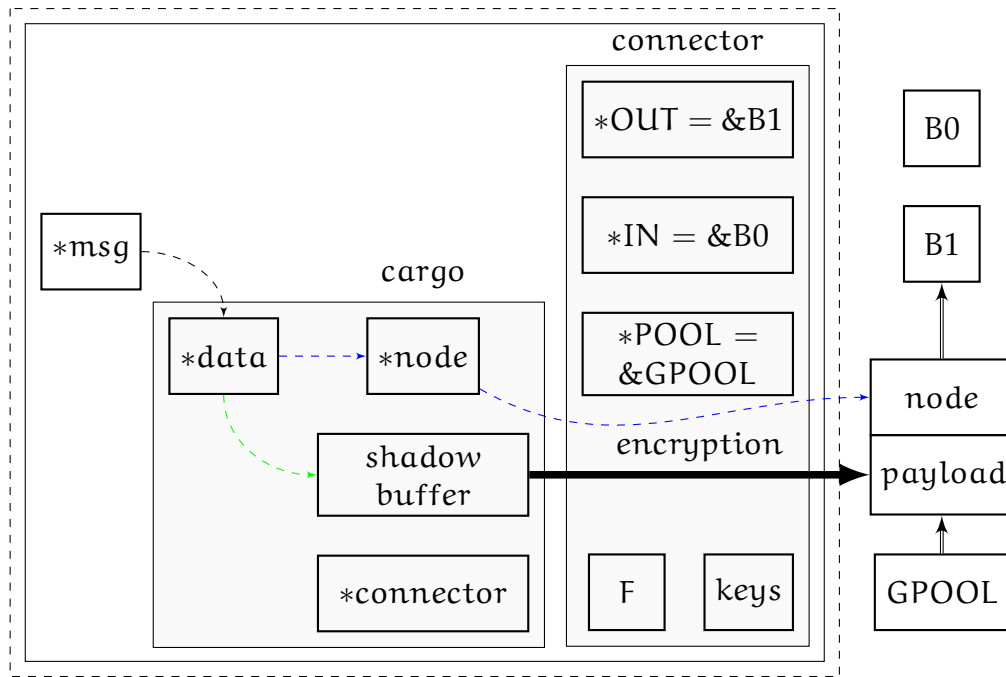 connector
*OUT = &B1
B0
*msg
*IN = &B0
B1
cargo
*data
*node
*POOL =
&GPOOL
node
encryption
shadow
buffer
payload
*connector
F
keys
GPOOL